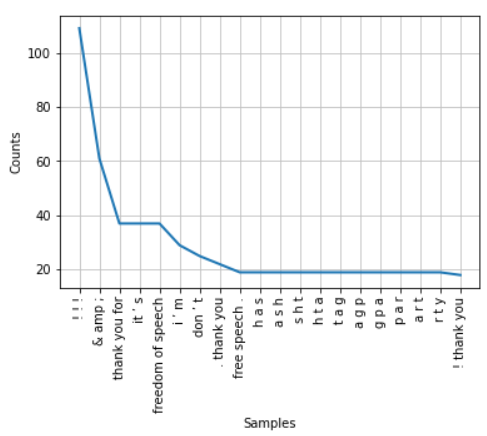 100
80
60
40
20
Counts
! ! !
& amp ;
thank you for
it ' s
freedom of speech
i ' m
don ' t
. thank you
free speech .
h a s
a s h
s h t
h t a
t a g
a g p
g p a
p a r
a r t
r t y
! thank you
Samples